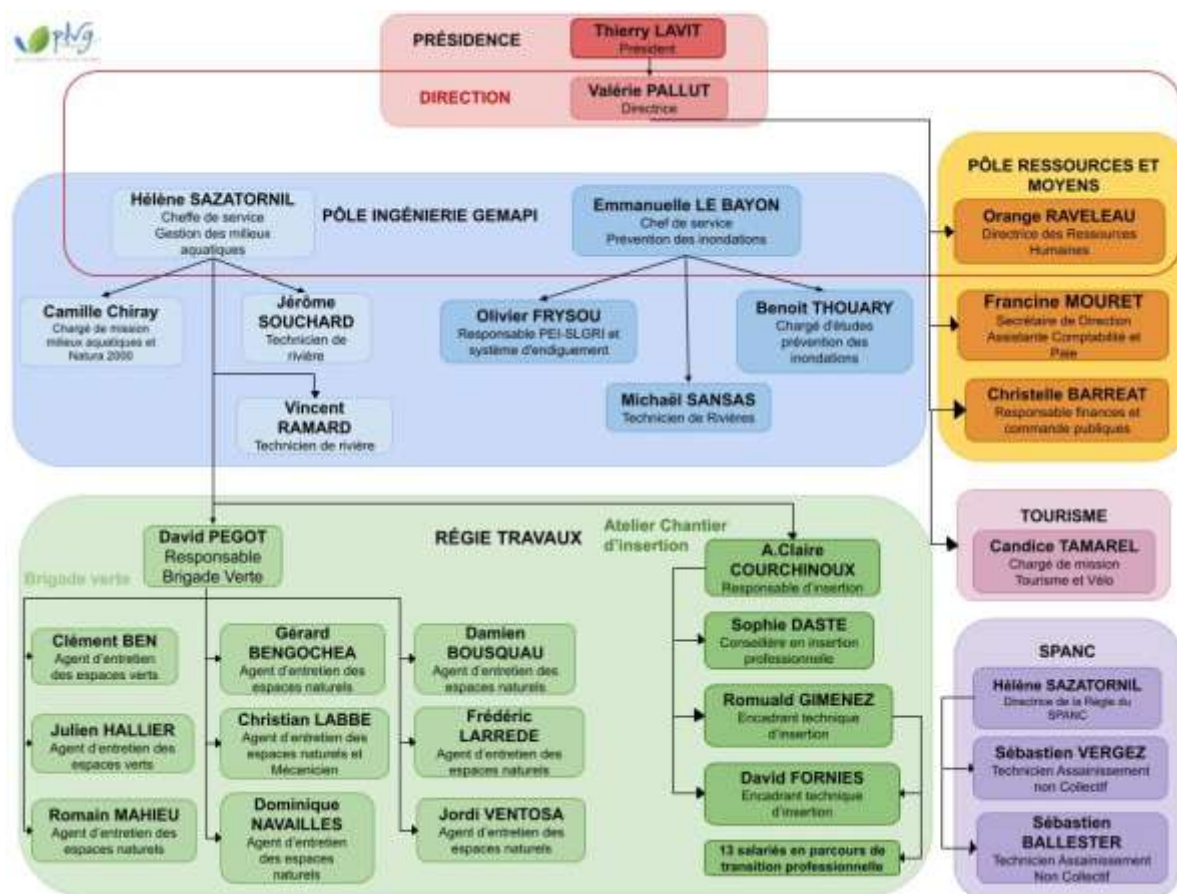 plvg
PRÉSIDENCE
Thierry LAVIT
Président
DIRECTION
Valérie PALLUT
Directrice
PÔLE INGÉNIERIE GEMAPI
Hélène SAZATORNIL
Cheffe de service
Gestion des milieux
aquatiques
Emmanuelle LE BAYON
Chef de service
Prévention des inondations
Camille Chiray
Chargé de mission
milieux aquatiques et
Natura 2000
Jérôme
SOUCHARD
Technicien de
rivière
Vincent
RAMARD
Technicien de rivière
Olivier FRYSOU
Responsable PEI-SLGRI et
système d'endiguement
Michaël SANSAS
Technicien de Rivières
Benoit THOUARY
Chargé d'études
prévention des
inondations
PÔLE RESSOURCES ET
MOYENS
Orange RAVELEAU
Directrice des Ressources
Humaines
Francine MOURET
Secrétaire de Direction
Assistante Comptabilité et
Paie
Christelle BARREAT
Responsable finances et
commande publiques
TOURISME
Candice TAMAREL
Chargé de mission
Tourisme et Vélo
RÉGIE TRAVAUX
Brigade verte
David PEGOT
Responsable
Brigade Verte
Clément BEN
Agent d'entretien
des espaces verts
Julien HALLIER
Agent d'entretien des
espaces verts
Romain MAHIEU
Agent d'entretien des
espaces naturels
Gérard
BENGOCHEA
Agent d'entretien des
espaces naturels
Christian LABBE
Agent d'entretien des
espaces naturels et
Mécanicien
Dominique
NAVAILLES
Agent d'entretien
des espaces
naturels
Damien
BOUSQUAU
Agent d'entretien des
espaces naturels
Frédéric
LARREDE
Agent d'entretien des
espaces naturels
Jordi VENTOSA
Agent d'entretien des
espaces naturels
Atelier Chantier
d'insertion
A.Claire
COURCHINOUX
Responsable d'insertion
Sophie DASTE
Conseillère en insertion
professionnelle
Romuald GIMENEZ
Encadrant technique
d'insertion
David FORNIES
Encadrant technique
d'insertion
13 salariés en parcours de
transition professionnelle
SPANC
Hélène SAZATORNIL
Directrice de la Régie du
SPANC
Sébastien VERGEZ
Technicien Assainissement
non Collectif
Sébastien
BALLESTER
Technicien Assainissement
Non Collectif